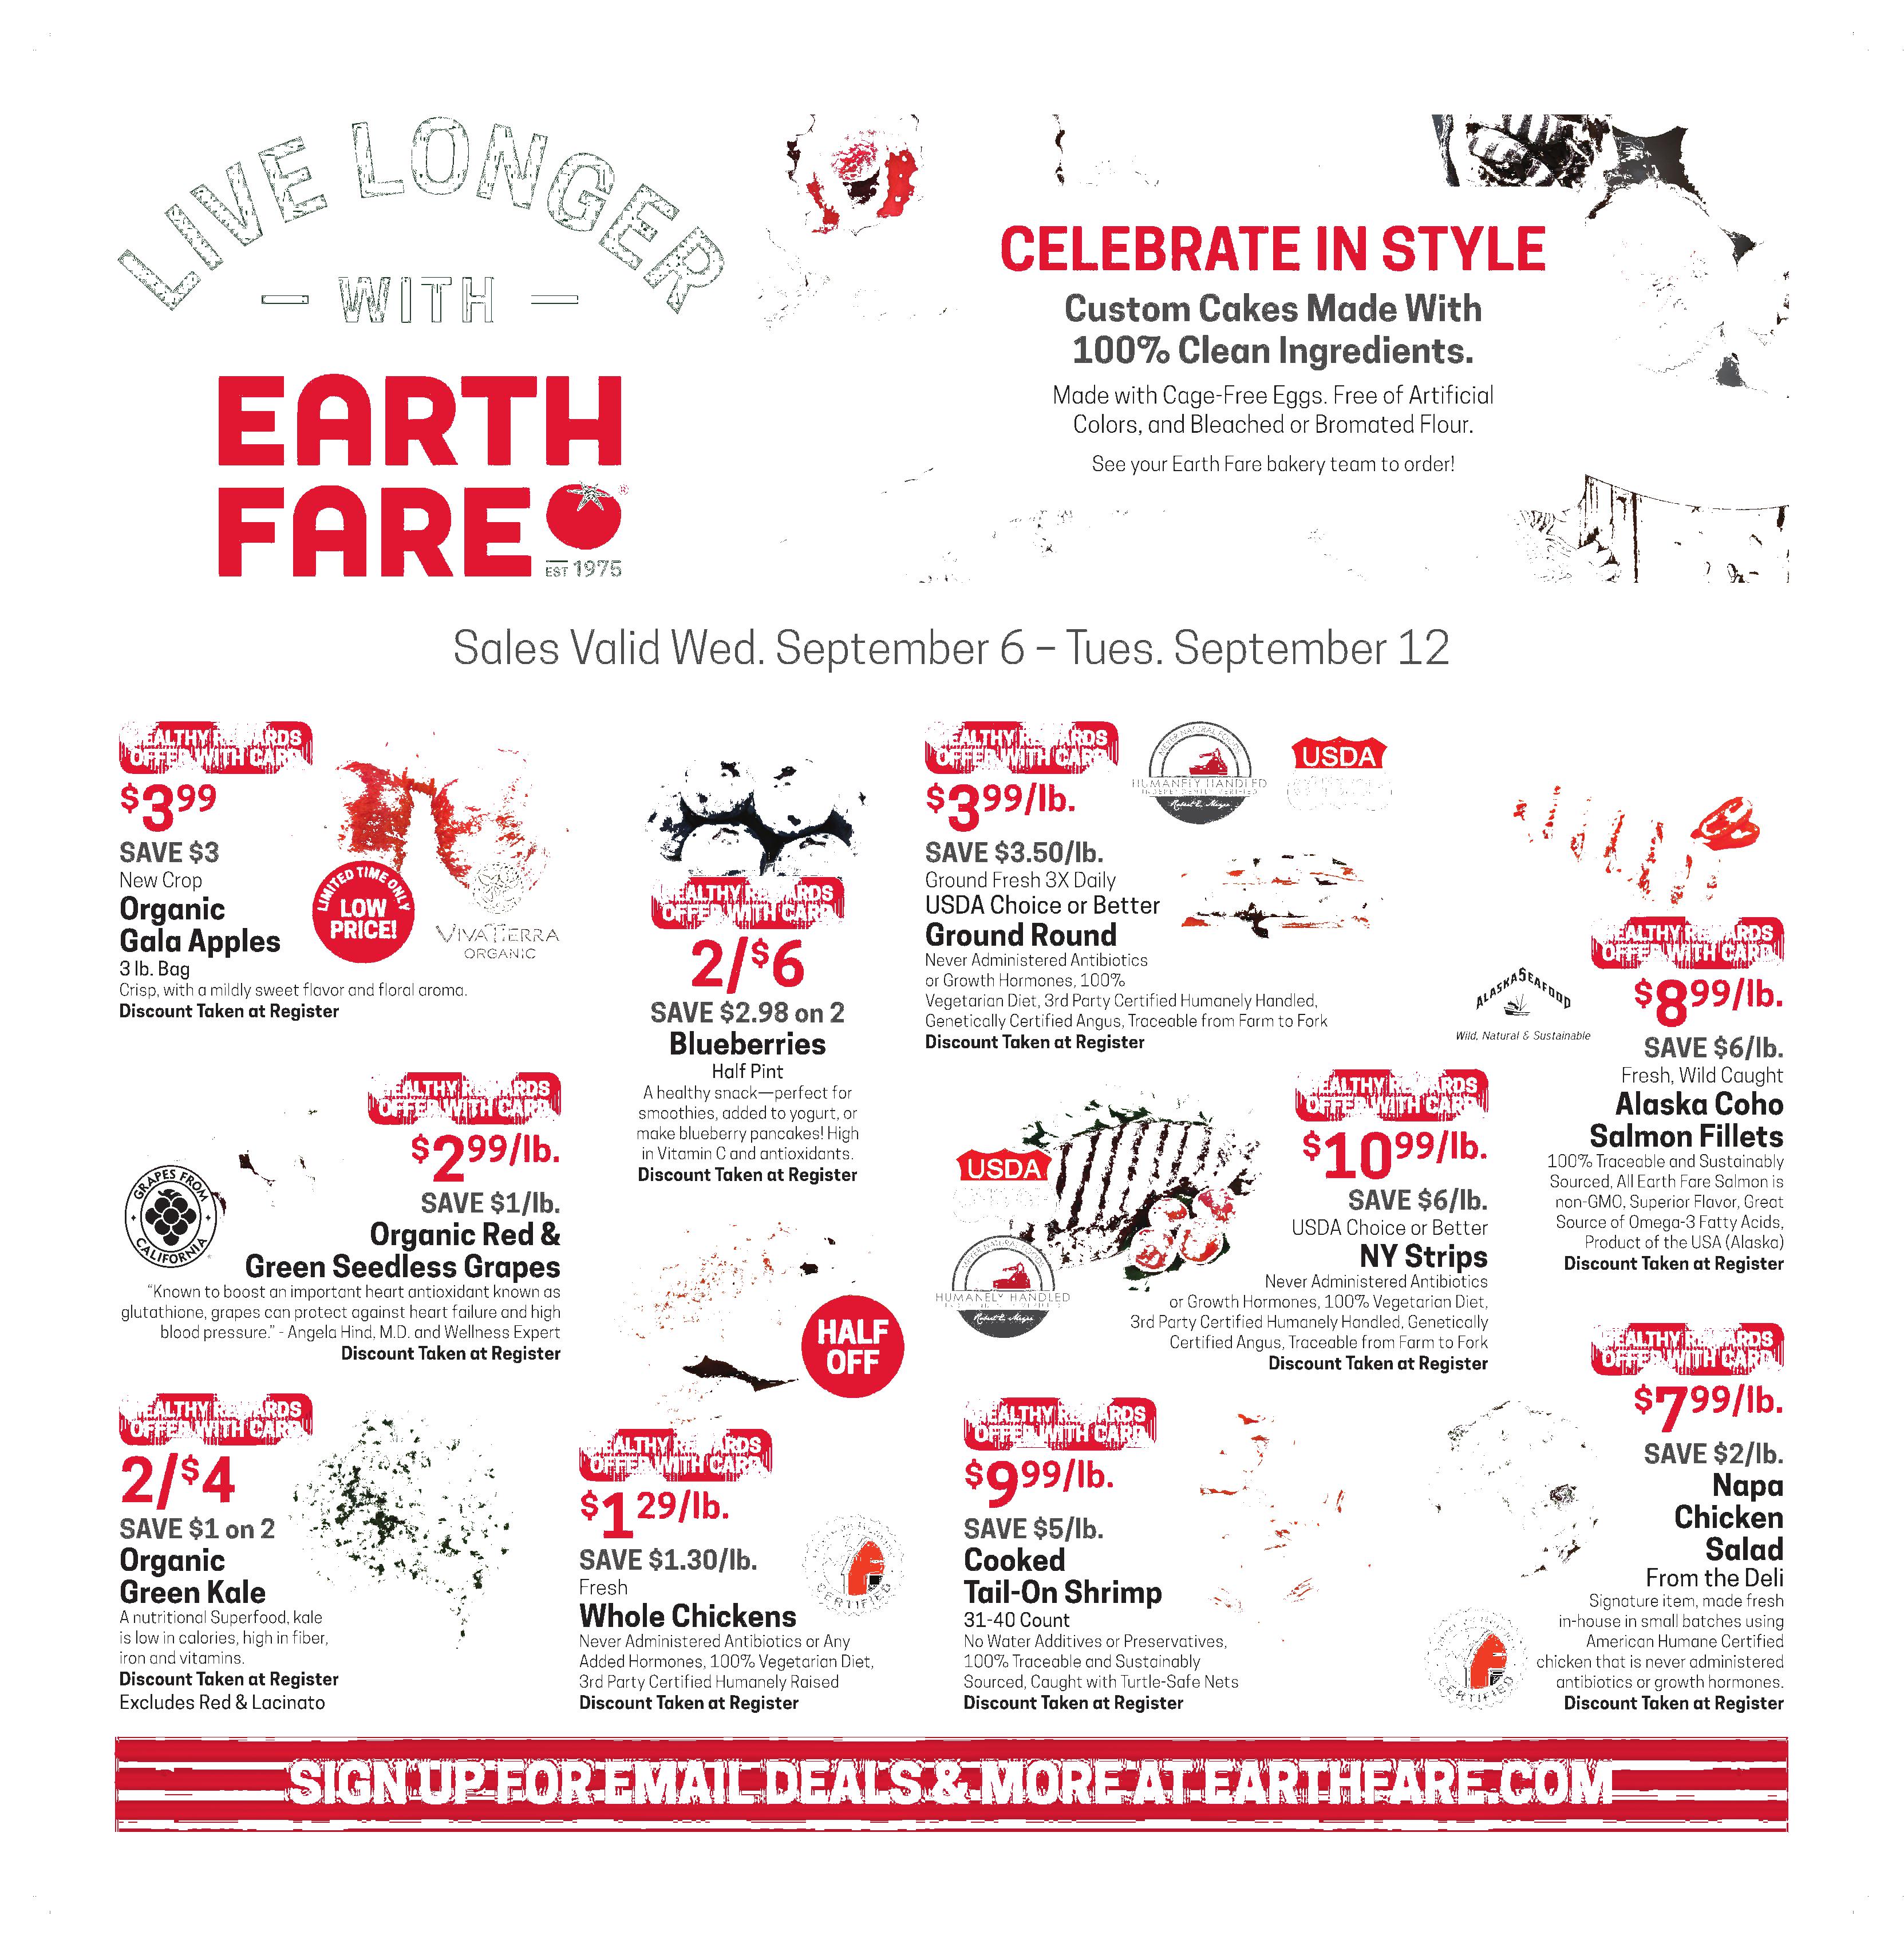 LIVE LONGER
WITH
EARTH
FARE
®
EST 1975
CELEBRATE IN STYLE
Custom Cakes Made With
100% Clean Ingredients.
Made with Cage-Free Eggs. Free of Artificial
Colors, and Bleached or Bromated Flour.
See your Earth Fare bakery team to order!
Sales Valid Wed. September 6 – Tues. September 12
HEALTHY REWARDS
OFFER WITH CARD
$399
SAVE $3
New Crop
Organic
Gala Apples
3 lb. Bag
Crisp, with a mildly sweet flavor and floral aroma.
Discount Taken at Register
LIMITED TIME ONLY
LOW
PRICE!
VIVATIERRA
ORGANIC
HEALTHY REWARDS
OFFER WITH CARD
2/$6
SAVE $2.98 on 2
Blueberries
Half Pint
A healthy snack—perfect for
smoothies, added to yogurt, or
make blueberry pancakes! High
in Vitamin C and antioxidants.
Discount Taken at Register
HEALTHY REWARDS
OFFER WITH CARD
$399/lb.
SAVE $3.50/lb.
Ground Fresh 3X Daily
USDA Choice or Better
Ground Round
Never Administered Antibiotics
or Growth Hormones, 100%
Vegetarian Diet, 3rd Party Certified Humanely Handled,
Genetically Certified Angus, Traceable from Farm to Fork
Discount Taken at Register
MEYER NATURAL FOODS
HUMANELY HANDLED
INDEPENDENTLY VERIFIED
USDA
ALASKA SEAFOOD
Wild, Natural & Sustainable
HEALTHY REWARDS
OFFER WITH CARD
$899/lb.
SAVE $6/lb.
Fresh, Wild Caught
Alaska Coho
Salmon Fillets
100% Traceable and Sustainably
Sourced, All Earth Fare Salmon is
non-GMO, Superior Flavor, Great
Source of Omega-3 Fatty Acids,
Product of the USA (Alaska)
Discount Taken at Register
HEALTHY REWARDS
OFFER WITH CARD
$299/lb.
SAVE $1/lb.
Organic Red &
Green Seedless Grapes
“Known to boost an important heart antioxidant known as
glutathione, grapes can protect against heart failure and high
blood pressure.” - Angela Hind, M.D. and Wellness Expert
Discount Taken at Register
GRAPES FROM
CALIFORNIA
HALF
OFF
USDA
MEYER NATURAL FOODS
HUMANELY HANDLED
HEALTHY REWARDS
OFFER WITH CARD
$1099/lb.
SAVE $6/lb.
USDA Choice or Better
NY Strips
Never Administered Antibiotics
or Growth Hormones, 100% Vegetarian Diet,
3rd Party Certified Humanely Handled, Genetically
Certified Angus, Traceable from Farm to Fork
Discount Taken at Register
HEALTHY REWARDS
OFFER WITH CARD
2/$4
SAVE $1 on 2
Organic
Green Kale
A nutritional Superfood, kale
is low in calories, high in fiber,
iron and vitamins.
Discount Taken at Register
Excludes Red & Lacinato
HEALTHY REWARDS
OFFER WITH CARD
$129/lb.
SAVE $1.30/lb.
Fresh
Whole Chickens
Never Administered Antibiotics or Any
Added Hormones, 100% Vegetarian Diet,
3rd Party Certified Humanely Raised
Discount Taken at Register
CERTIFIED
HEALTHY REWARDS
OFFER WITH CARD
$999/lb.
SAVE $5/lb.
Cooked
Tail-On Shrimp
31-40 Count
No Water Additives or Preservatives,
100% Traceable and Sustainably
Sourced, Caught with Turtle-Safe Nets
Discount Taken at Register
HEALTHY REWARDS
OFFER WITH CARD
$799/lb.
SAVE $2/lb.
Napa
Chicken
Salad
From the Deli
Signature item, made fresh
in-house in small batches using
American Humane Certified
chicken that is never administered
antibiotics or growth hormones.
Discount Taken at Register
CERTIFIED
SIGN UP FOR EMAIL DEALS & MORE AT EARTHFARE.COM